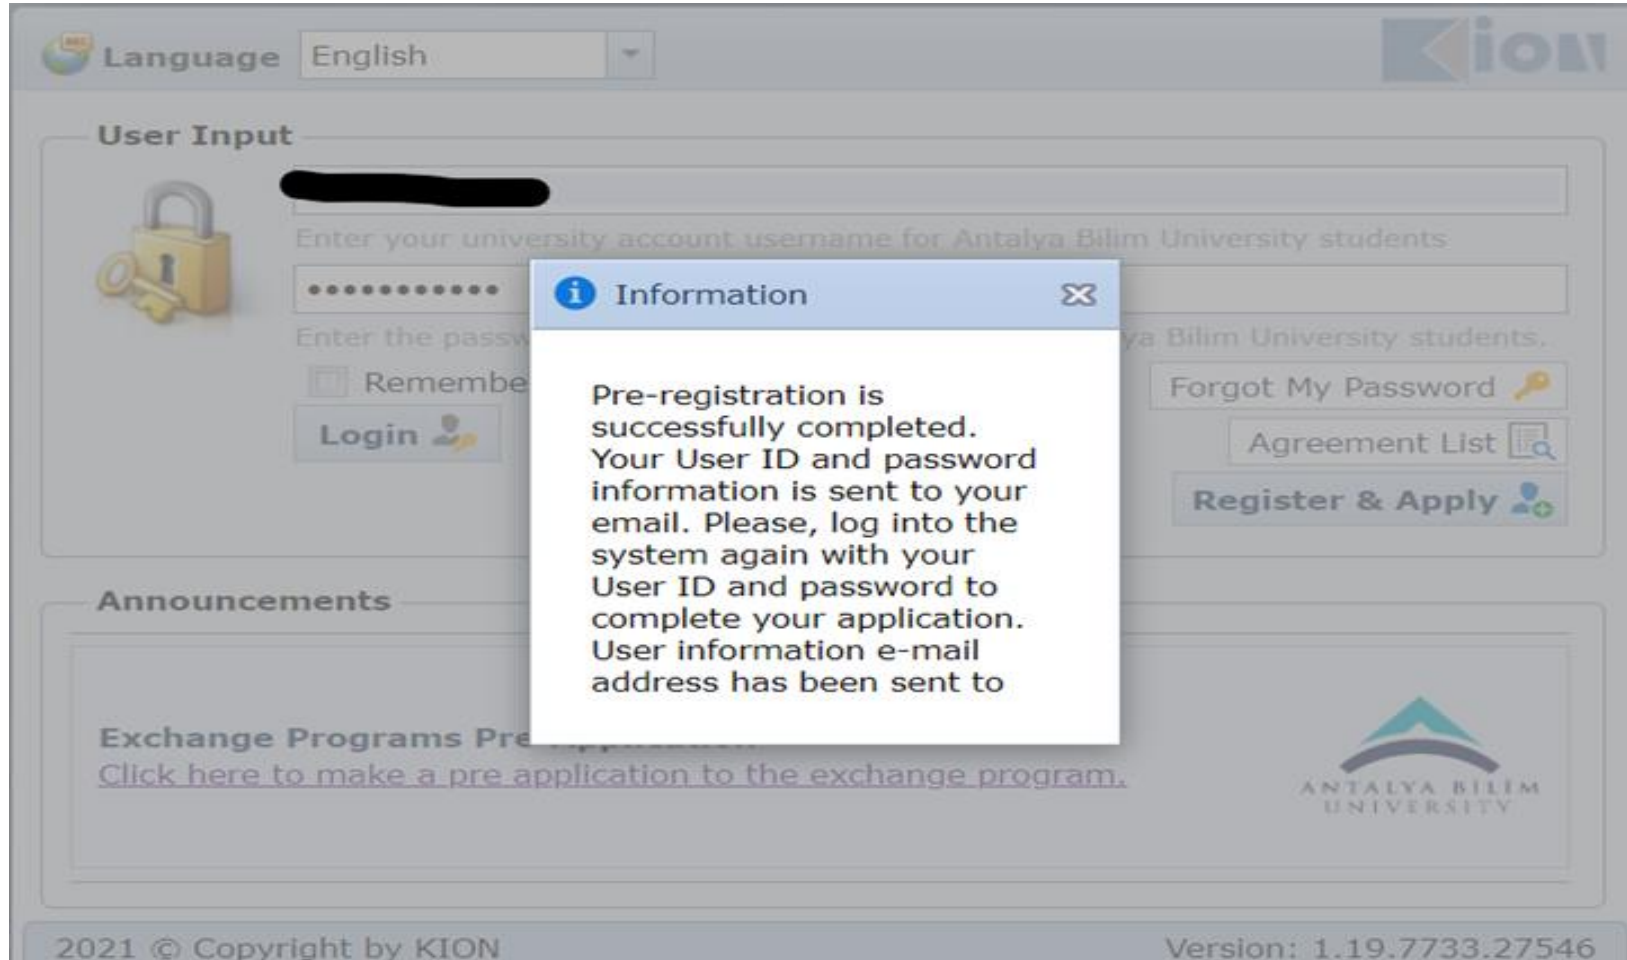 Language English
Kion
User Input
Enter your university account username for Antalya Bilim University students
•••••••••••
Information
Enter the passw ya Bilim University students.
Remembe
Forgot My Password
Login
Agreement List
Register & Apply
Pre-registration is
successfully completed.
Your User ID and password
information is sent to your
email. Please, log into the
system again with your
User ID and password to
complete your application.
User information e-mail
address has been sent to
Announcements
Exchange Programs Pre
Click here to make a pre application to the exchange program.
ANTALYA BİLİM
UNIVERSITY
2021 © Copyright by KION
Version: 1.19.7733.27546